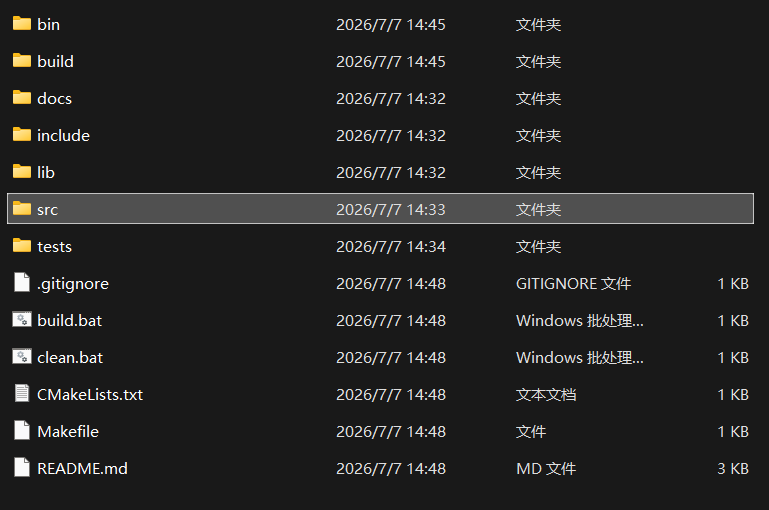 bin 2026/7/7 14:45 文件夹
build 2026/7/7 14:45 文件夹
docs 2026/7/7 14:32 文件夹
include 2026/7/7 14:32 文件夹
lib 2026/7/7 14:32 文件夹
src 2026/7/7 14:33 文件夹
tests 2026/7/7 14:34 文件夹
.gitignore 2026/7/7 14:48 GITIGNORE 文件 1 KB
build.bat 2026/7/7 14:48 Windows 批处理... 1 KB
clean.bat 2026/7/7 14:48 Windows 批处理... 1 KB
CMakeLists.txt 2026/7/7 14:48 文本文档 1 KB
Makefile 2026/7/7 14:48 文件 1 KB
README.md 2026/7/7 14:48 MD 文件 3 KB